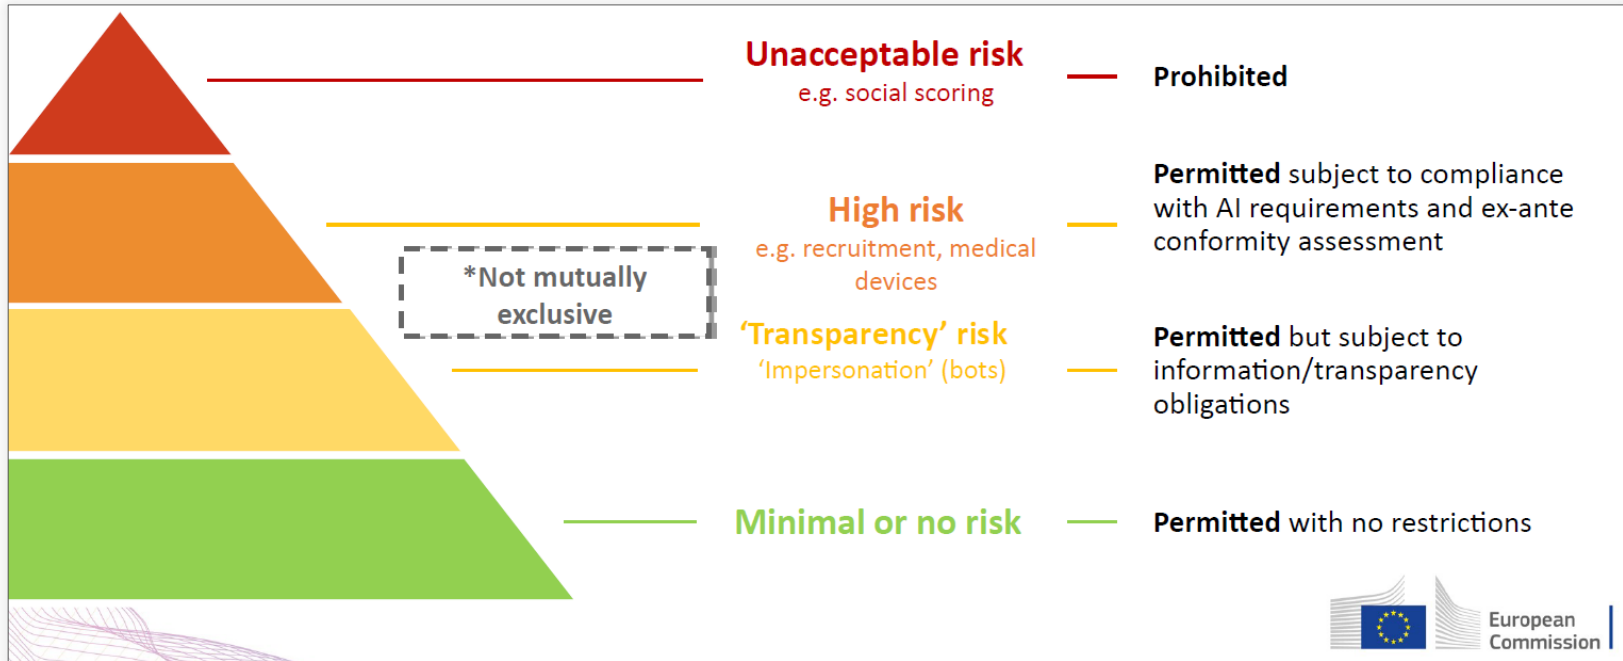 Unacceptable risk
e.g. social scoring
Prohibited
High risk
e.g. recruitment, medical
devices
Permitted subject to compliance
with AI requirements and ex-ante
conformity assessment
*Not mutually
exclusive
‘Transparency’ risk
‘Impersonation’ (bots)
Permitted but subject to
information/transparency
obligations
Minimal or no risk
Permitted with no restrictions
European
Commission